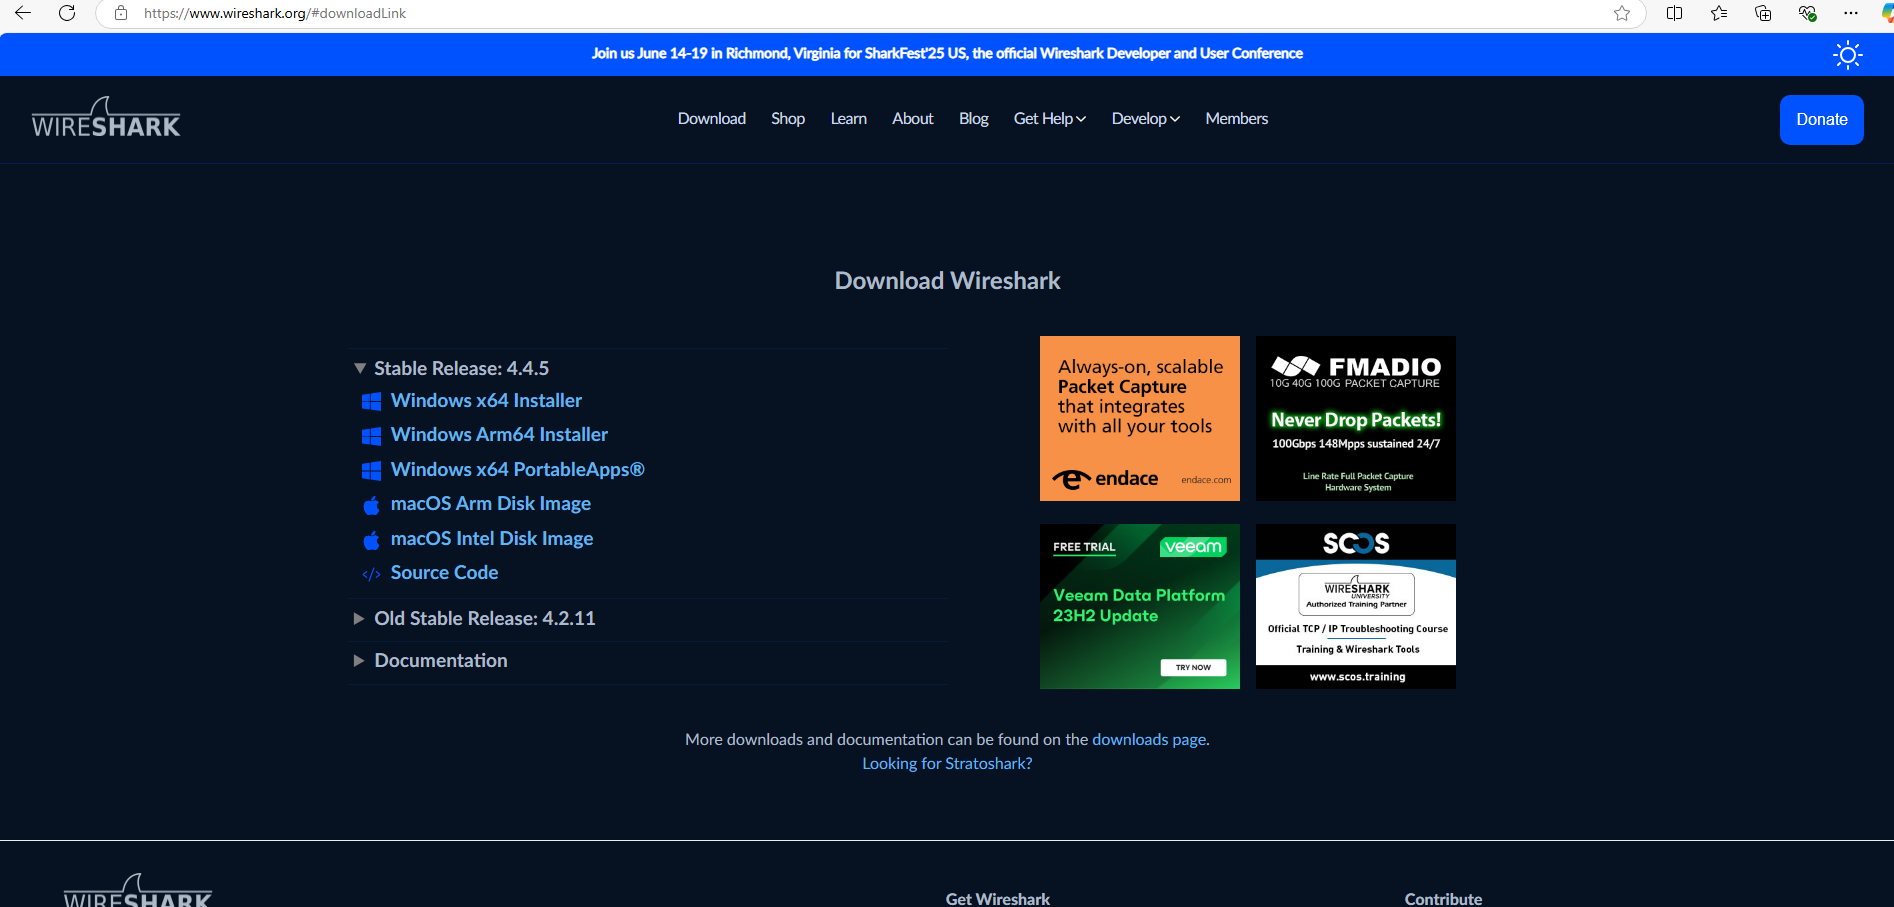 https://www.wireshark.org/#downloadLink
Join us June 14-19 in Richmond, Virginia for SharkFest'25 US, the official Wireshark Developer and User Conference
WIRESHARK
Download
Shop
Learn
About
Blog
Get Help
Develop
Members
Donate
Download Wireshark
Stable Release: 4.4.5
Windows x64 Installer
Windows Arm64 Installer
Windows x64 PortableApps®
macOS Arm Disk Image
macOS Intel Disk Image
</> Source Code
Old Stable Release: 4.2.11
Documentation
Always-on, scalable
Packet Capture
that integrates
with all your tools
endace
endace.com
FMADIO
10G 40G 100G PACKET CAPTURE
Never Drop Packets!
100Gbps 148Mpps sustained 24/7
Line Rate Full Packet Capture
Hardware System
FREE TRIAL
veeam
Veeam Data Platform
23H2 Update
TRY NOW
SCOS
WIRESHARK
UNIVERSITY
Authorized Training Partner
Official TCP / IP Troubleshooting Course
Training & Wireshark Tools
www.scos.training
More downloads and documentation can be found on the downloads page.
Looking for Stratoshark?
WIRESHARK
Get Wireshark
Contribute